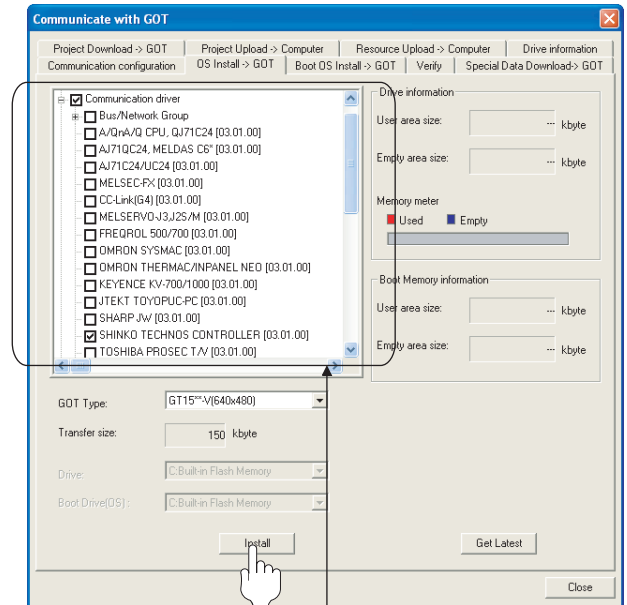 Communicate with GOT
Project Download -> GOT
Project Upload -> Computer
Resource Upload -> Computer
Drive information
Communication configuration
OS Install -> GOT
Boot OS Install -> GOT
Verify
Special Data Download-> GOT
Communication driver
Bus/Network Group
A/QnA/Q CPU, QJ71C24 [03.01.00]
AJ71QC24, MELDAS C6* [03.01.00]
AJ71C24/UC24 [03.01.00]
MELSEC-FX [03.01.00]
CC-Link(G4) [03.01.00]
MELSERVO-J3,J2S/M [03.01.00]
FREQROL 500/700 [03.01.00]
OMRON SYSMAC [03.01.00]
OMRON THERMAC/INPANEL NEO [03.01.00]
KEYENCE KV-700/1000 [03.01.00]
JTEKT TOYOPUC-PC [03.01.00]
SHARP JW [03.01.00]
SHINKO TECHNOS CONTROLLER [03.01.00]
TOSHIBA PROSEC T/V [03.01.00]
Drive information
User area size: --- kbyte
Empty area size: --- kbyte
Memory meter
Used Empty
Boot Memory information
User area size: --- kbyte
Empty area size: --- kbyte
GOT Type: GT15**-V(640x480)
Transfer size: 150 kbyte
Drive: C:Built-in Flash Memory
Boot Drive(OS) : C:Built-in Flash Memory
Install
Get Latest
Close